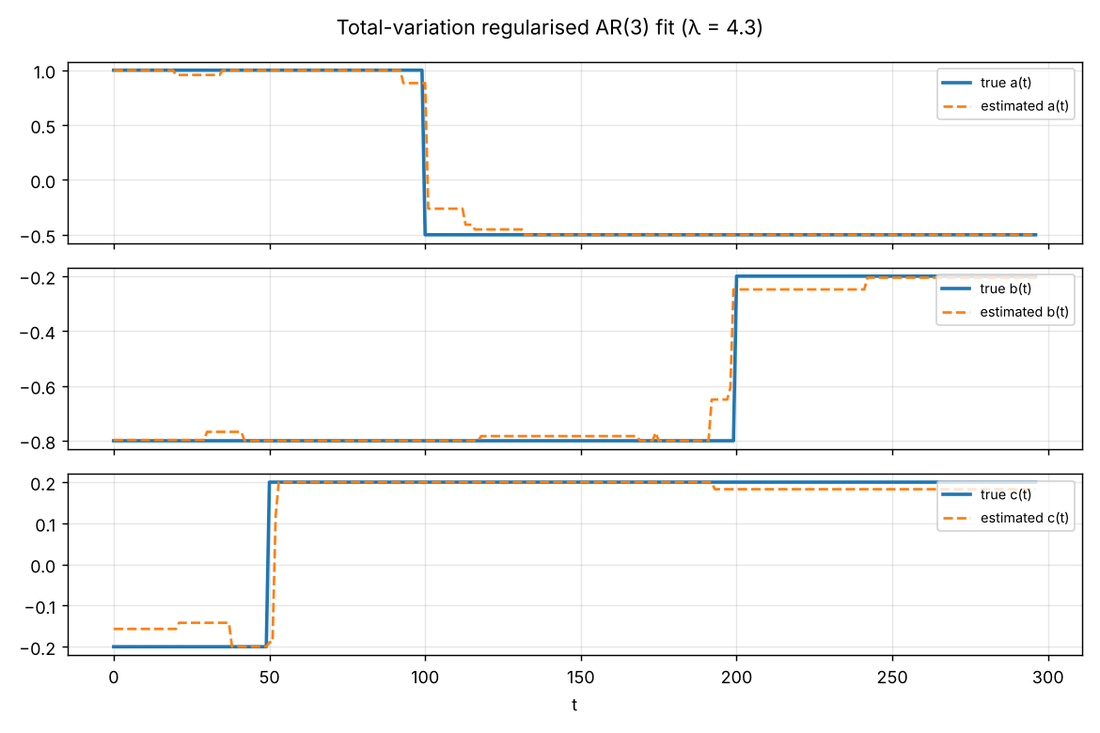 Total-variation regularised AR(3) fit (λ = 4.3)
1.0
0.5
0.0
−0.5
true a(t)
estimated a(t)
−0.2
−0.4
−0.6
−0.8
true b(t)
estimated b(t)
0.2
0.1
0.0
−0.1
−0.2
true c(t)
estimated c(t)
0 50 100 150 200 250 300
t